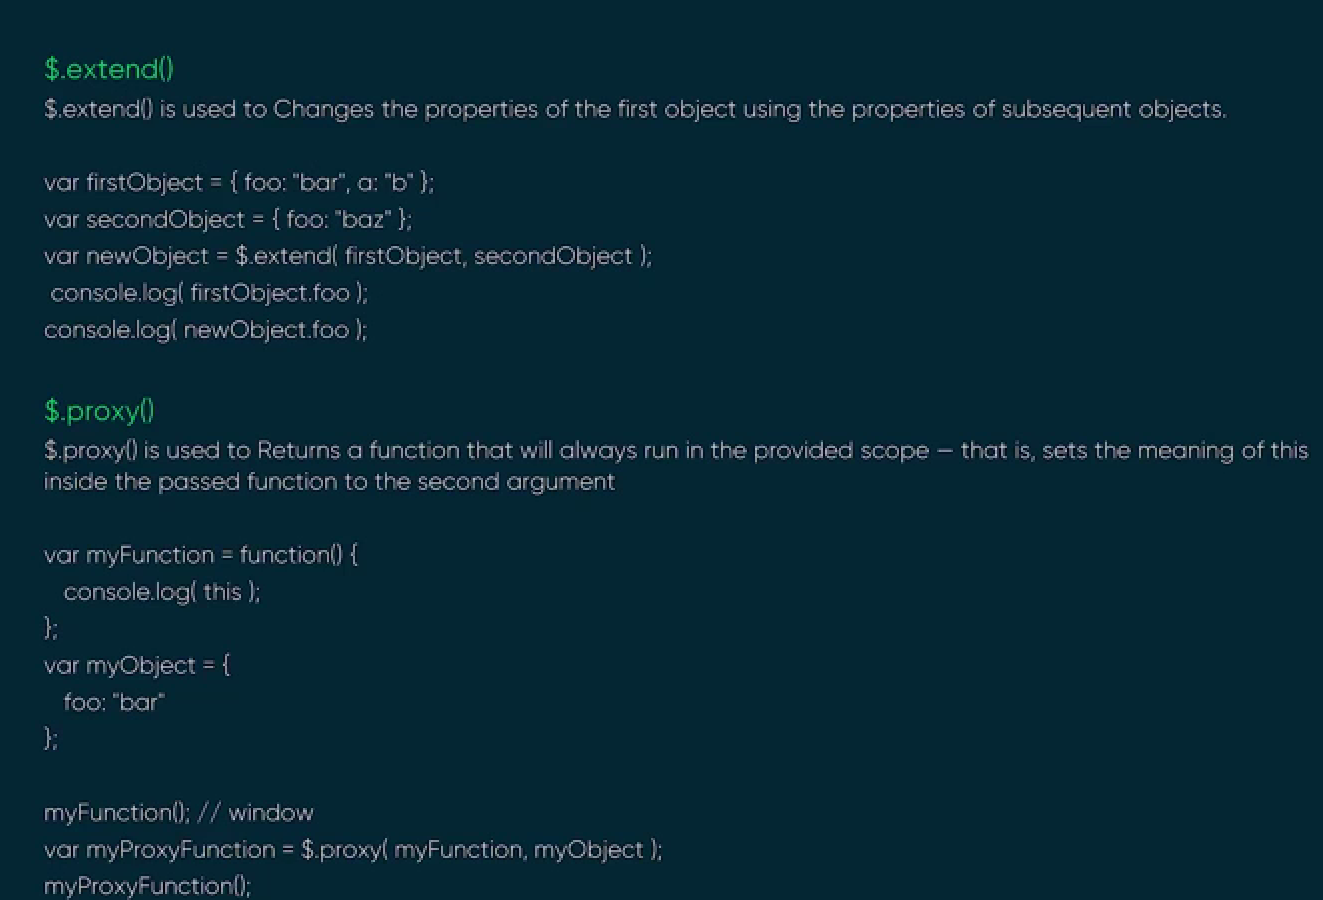 $.extend()
$.extend() is used to Changes the properties of the first object using the properties of subsequent objects.
var firstObject = { foo: "bar", a: "b" };
var secondObject = { foo: "baz" };
var newObject = $.extend( firstObject, secondObject );
console.log( firstObject.foo );
console.log( newObject.foo );
$.proxy()
$.proxy() is used to Returns a function that will always run in the provided scope — that is, sets the meaning of this
inside the passed function to the second argument
var myFunction = function() {
console.log( this );
};
var myObject = {
foo: "bar"
};
myFunction(); // window
var myProxyFunction = $.proxy( myFunction, myObject );
myProxyFunction();